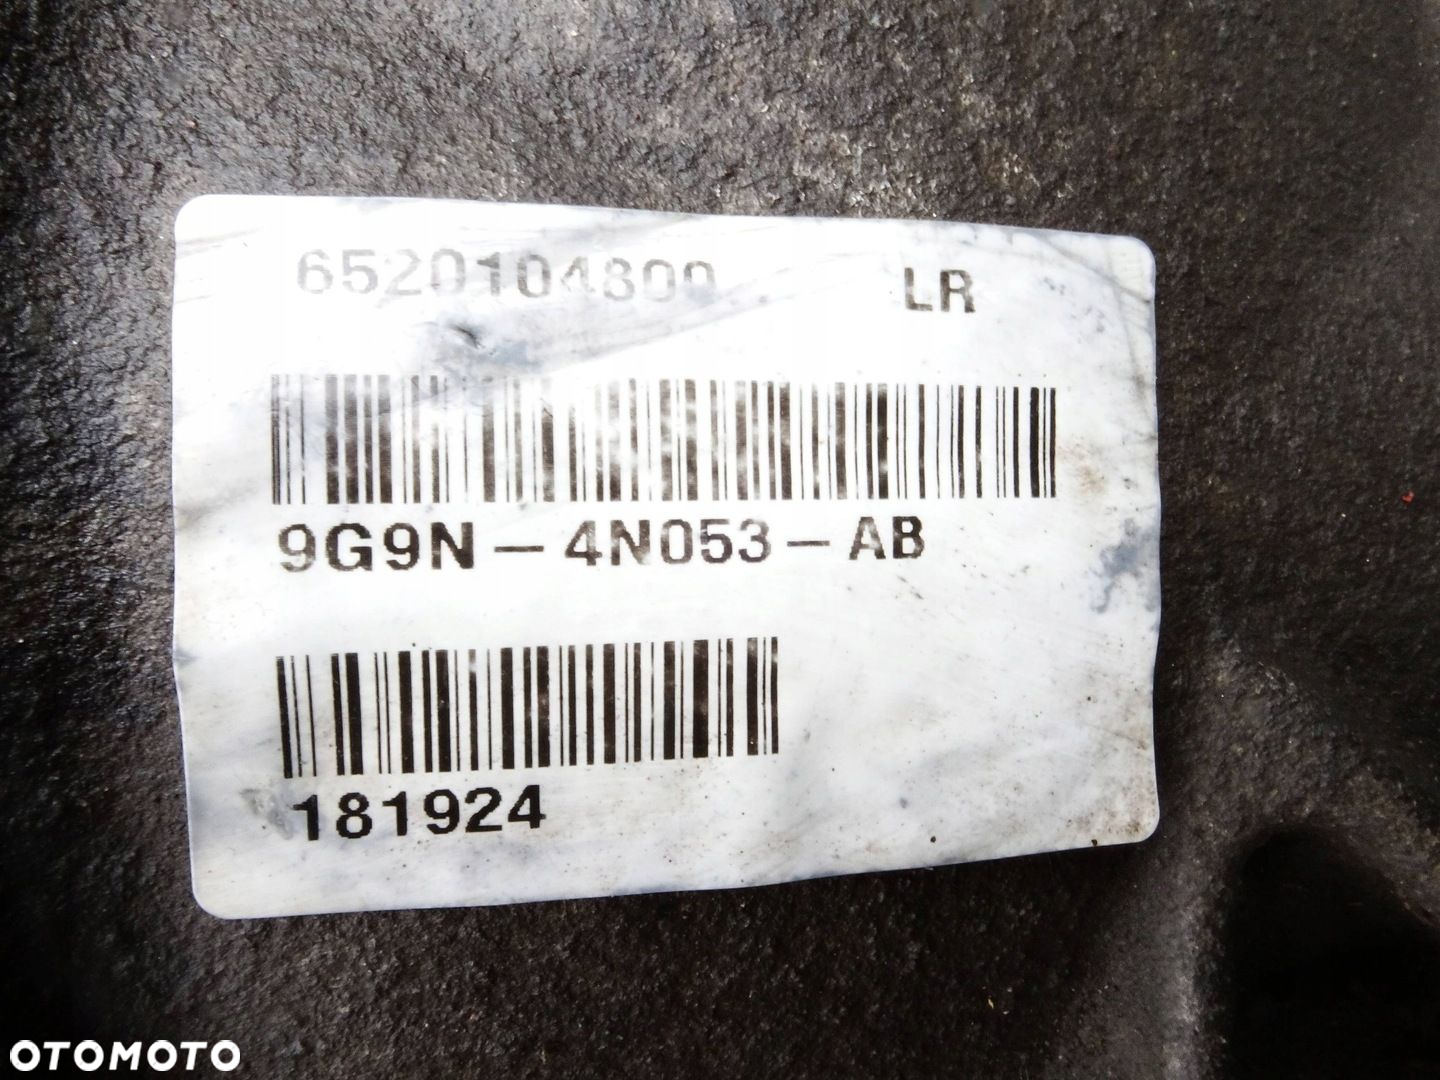 6520104800 LR
9G9N-4N053-AB
181924
OTOMOTO